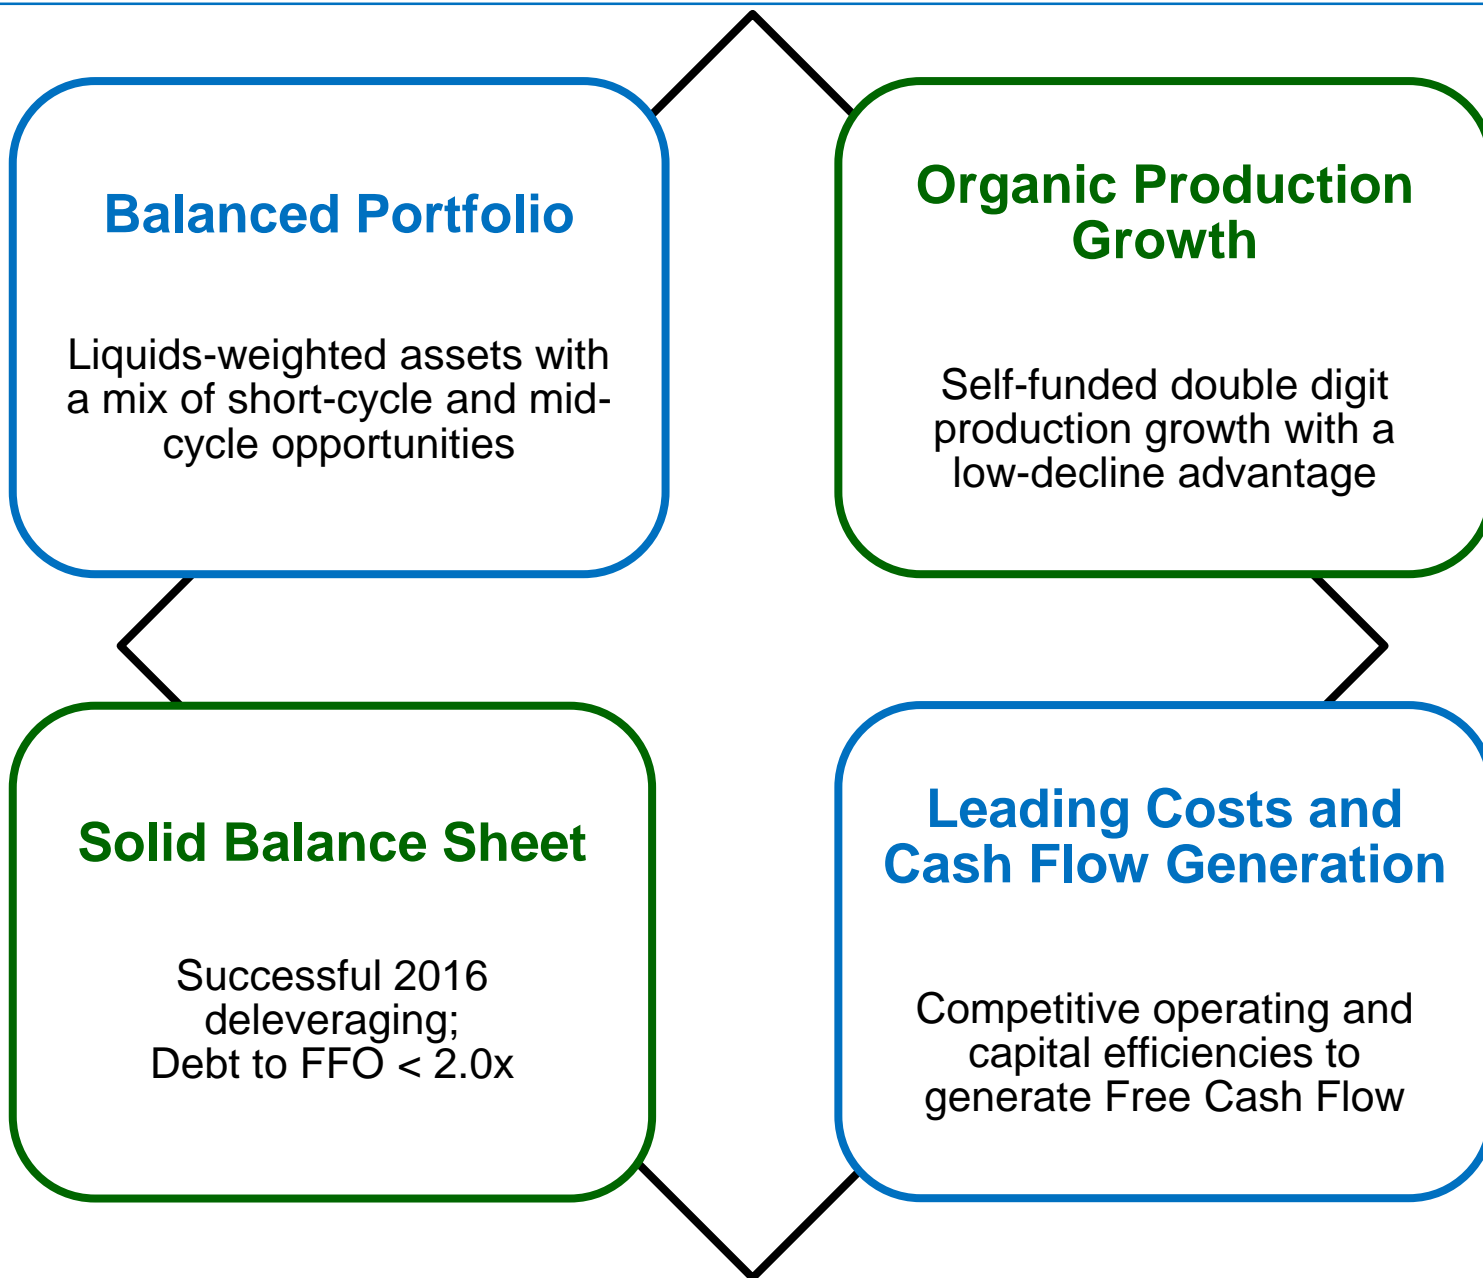 Balanced Portfolio
Liquids-weighted assets with
a mix of short-cycle and mid-
cycle opportunities
Organic Production
Growth
Self-funded double digit
production growth with a
low-decline advantage
Solid Balance Sheet
Successful 2016
deleveraging;
Debt to FFO < 2.0x
Leading Costs and
Cash Flow Generation
Competitive operating and
capital efficiencies to
generate Free Cash Flow